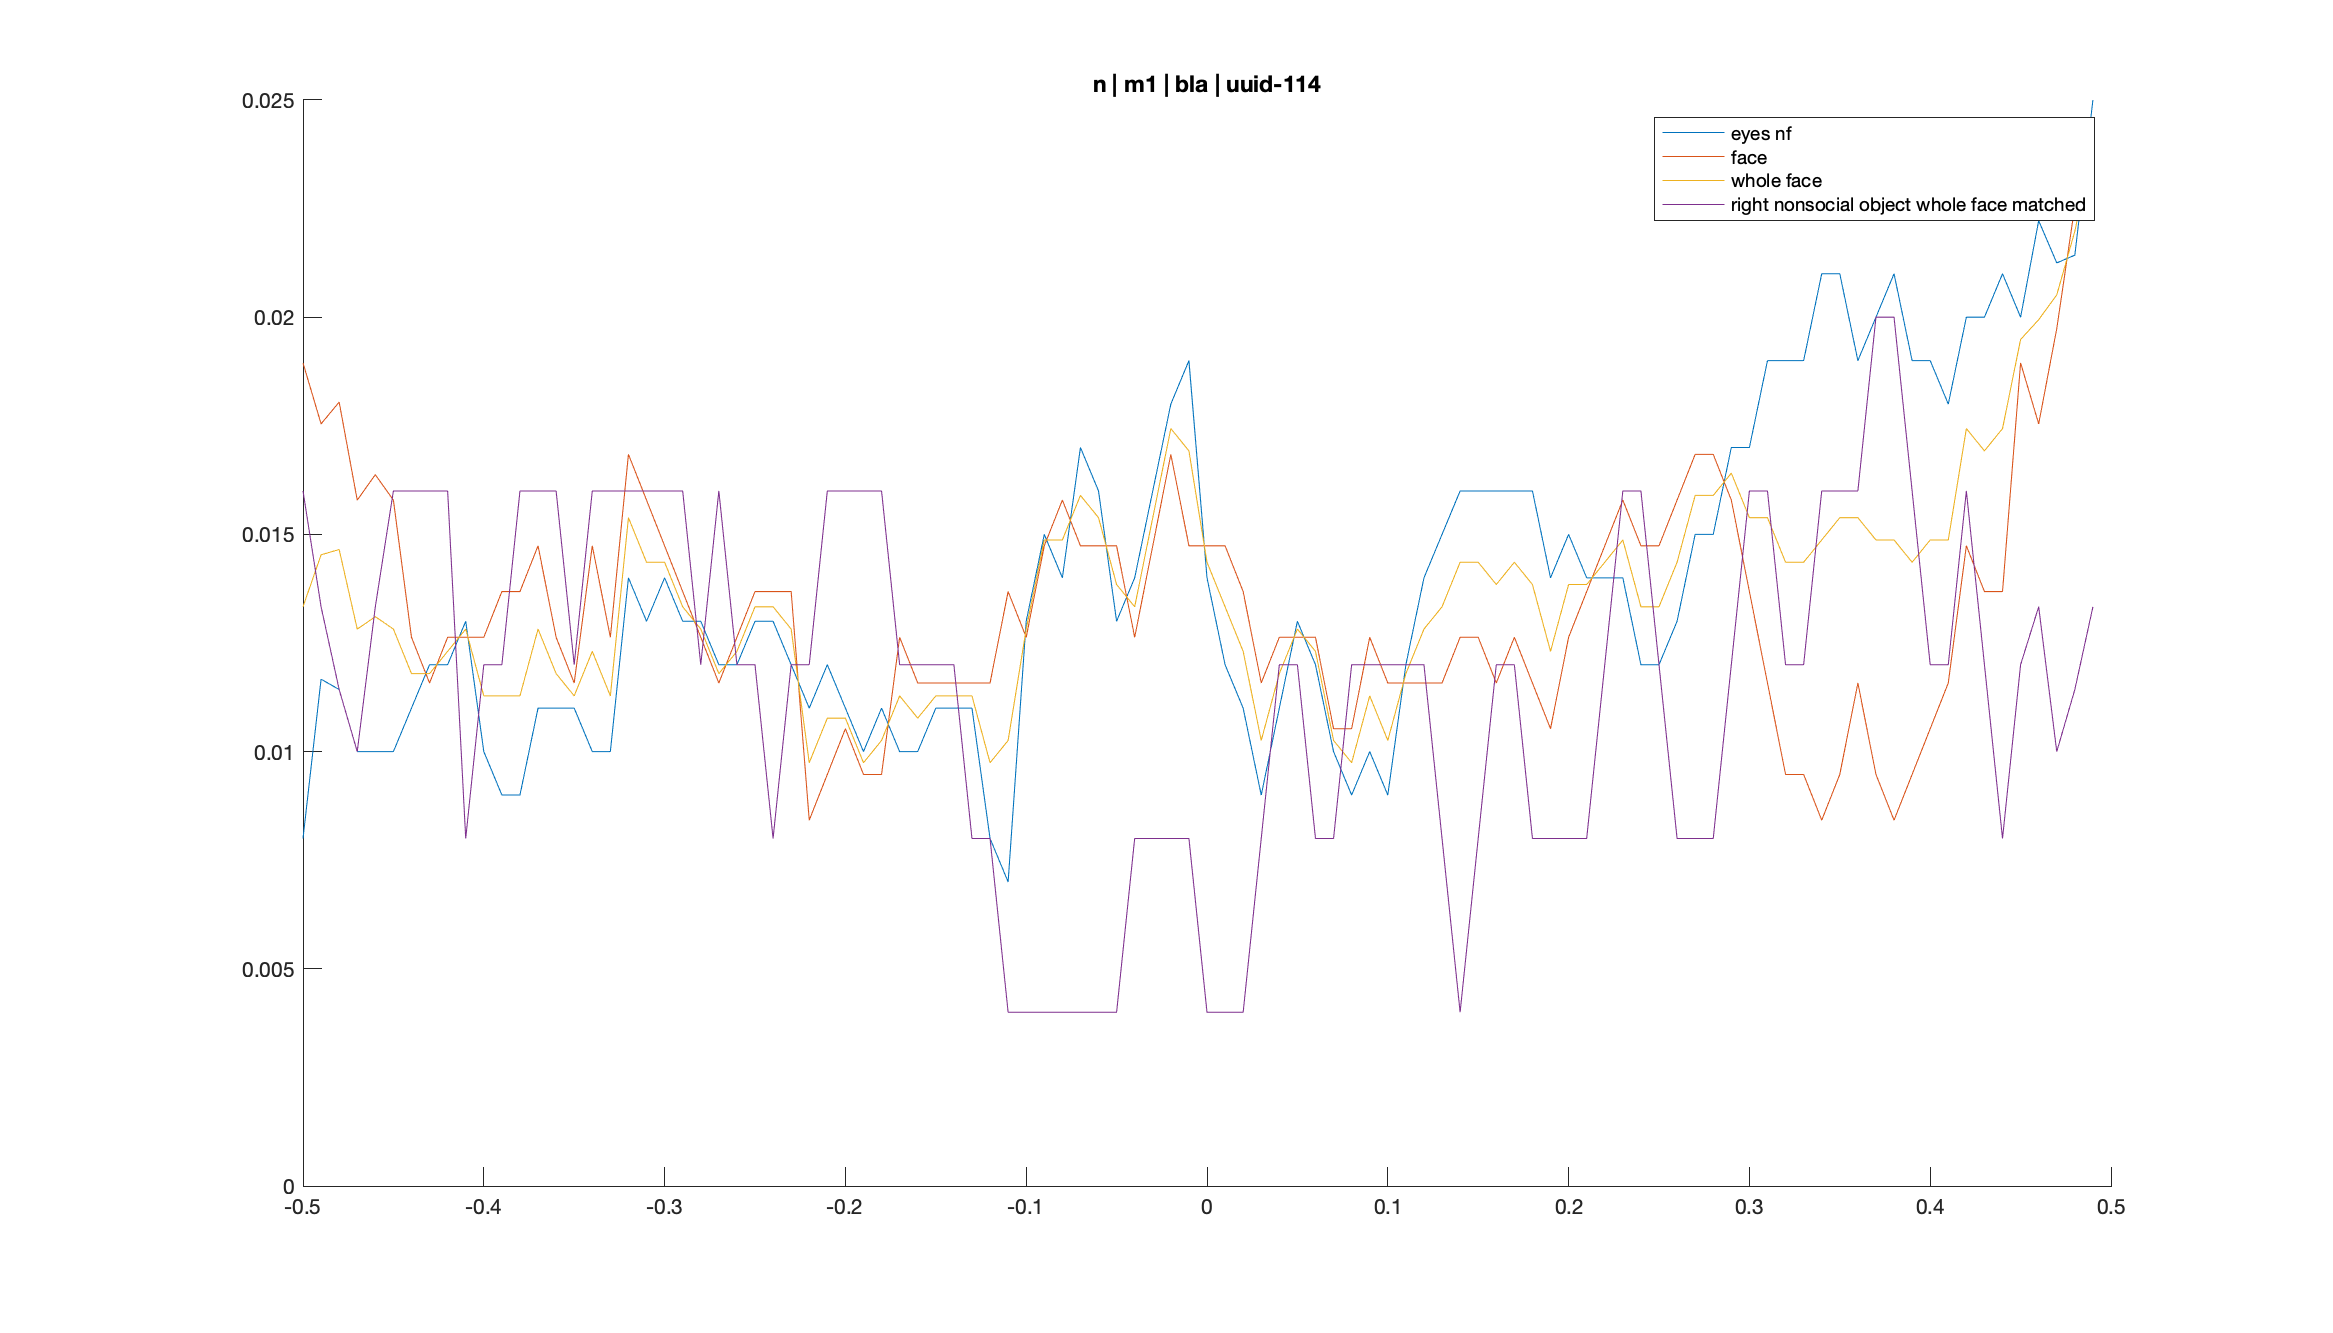 n | m1 | bla | uuid-114
0.025
0.02
0.015
0.01
0.005
0
eyes nf
face
whole face
right nonsocial object whole face matched
-0.5 -0.4 -0.3 -0.2 -0.1 0 0.1 0.2 0.3 0.4 0.5